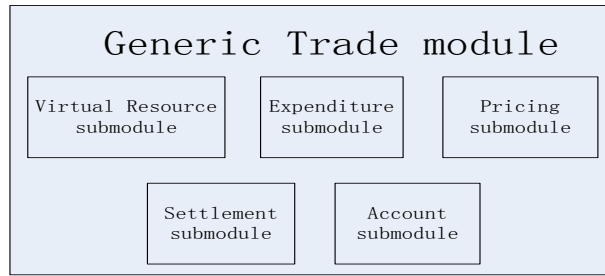 Generic Trade module
Virtual Resource
submodule
Expenditure
submodule
Pricing
submodule
Settlement
submodule
Account
submodule